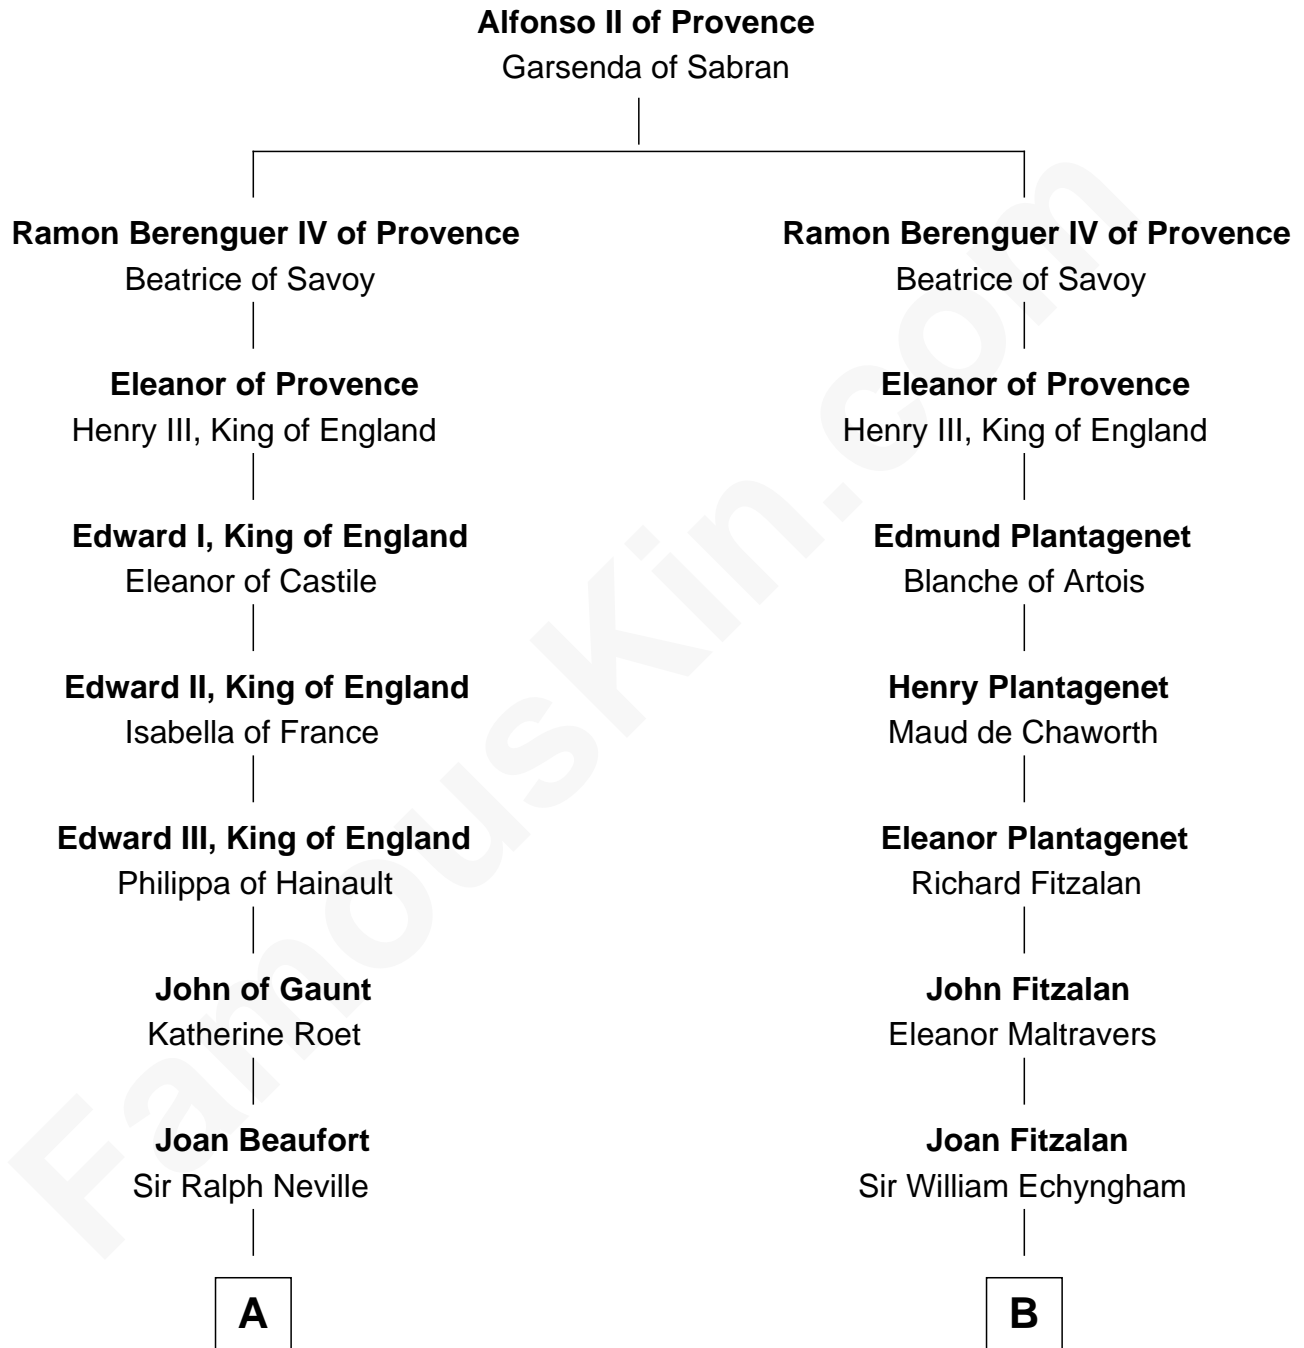 Alfonso II of Provence
Garsenda of Sabran
Ramon Berenguer IV of Provence
Beatrice of Savoy
Eleanor of Provence
Henry III, King of England
Edward I, King of England
Eleanor of Castile
Edward II, King of England
Isabella of France
Edward III, King of England
Philippa of Hainault
John of Gaunt
Katherine Roet
Joan Beaufort
Sir Ralph Neville
A
Ramon Berenguer IV of Provence
Beatrice of Savoy
Eleanor of Provence
Henry III, King of England
Edmund Plantagenet
Blanche of Artois
Henry Plantagenet
Maud de Chaworth
Eleanor Plantagenet
Richard Fitzalan
John Fitzalan
Eleanor Maltravers
Joan Fitzalan
Sir William Echyngham
B
FamousKin.com